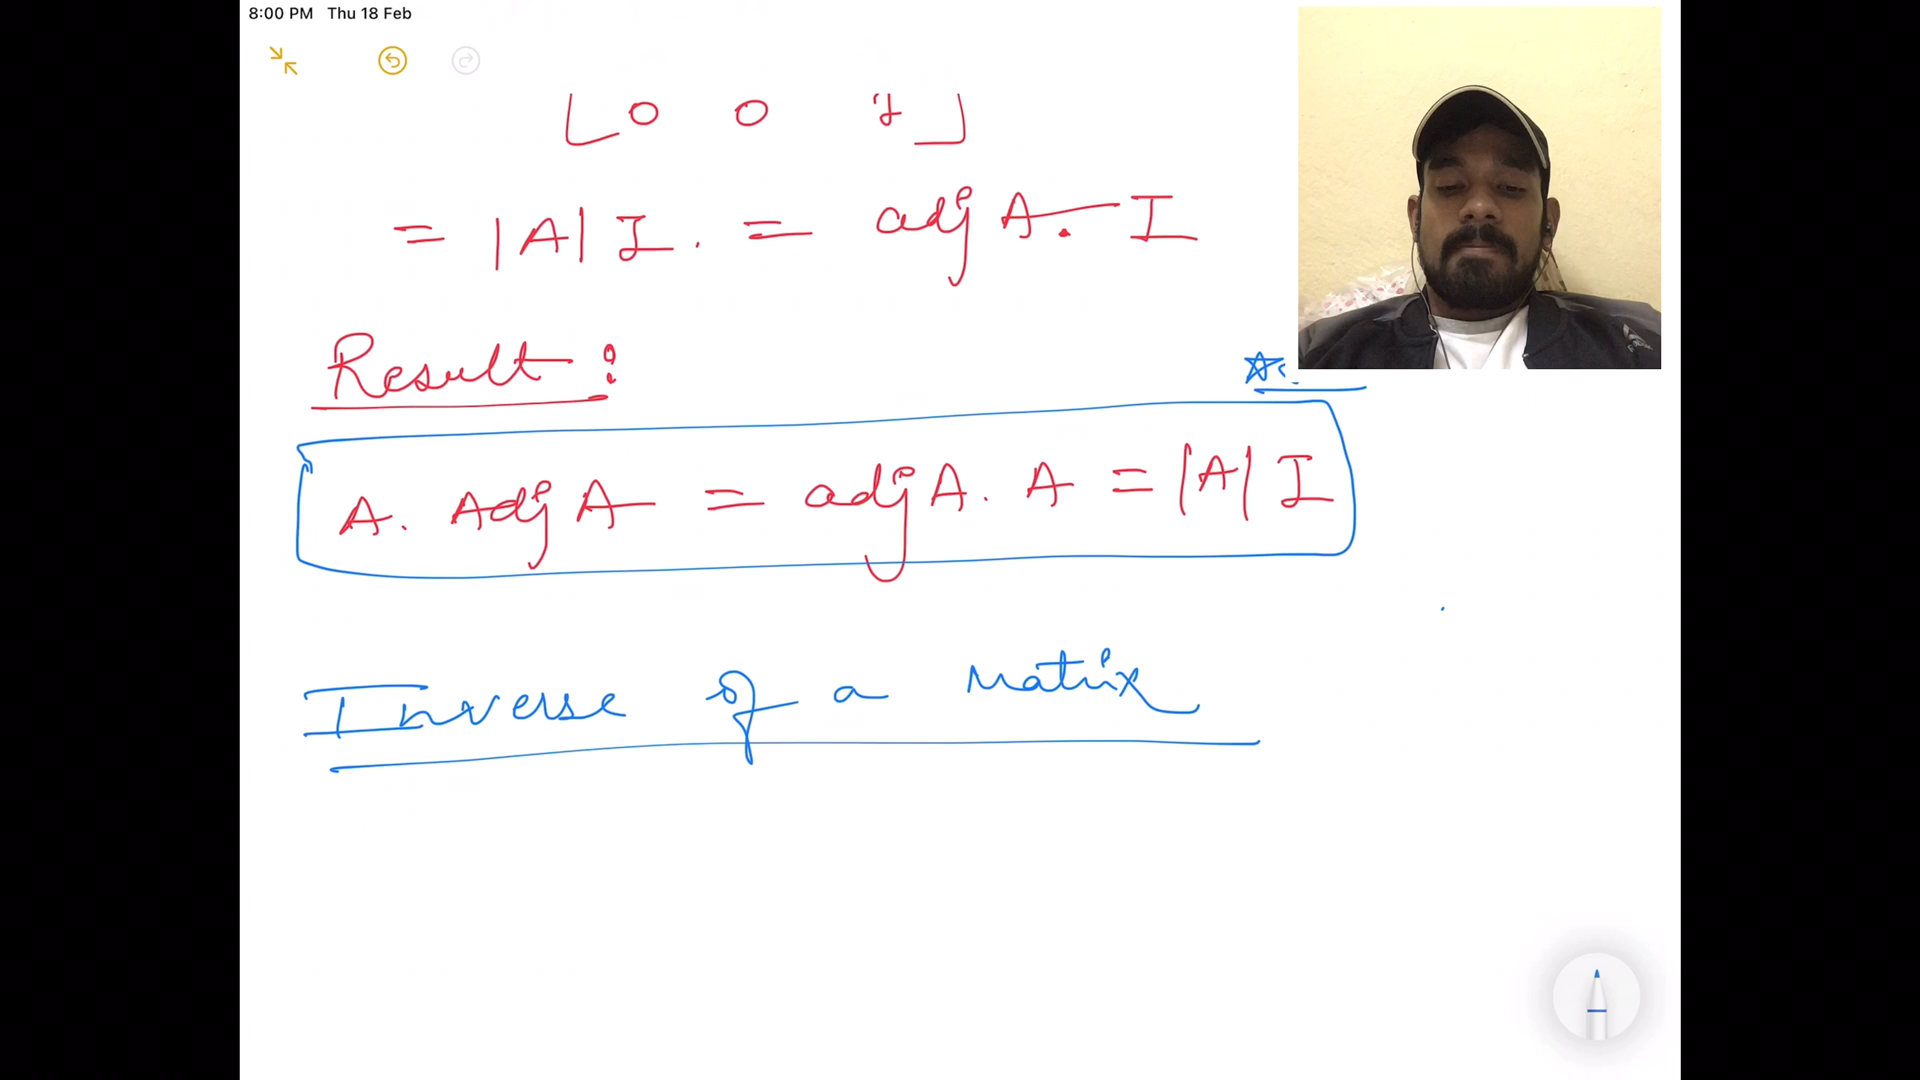 8:00 PM Thu 18 Feb
0 0 1
= |A| I . = adj A . I
Result :
A . Adj A = adj A . A = |A| I
Inverse of a Matrix